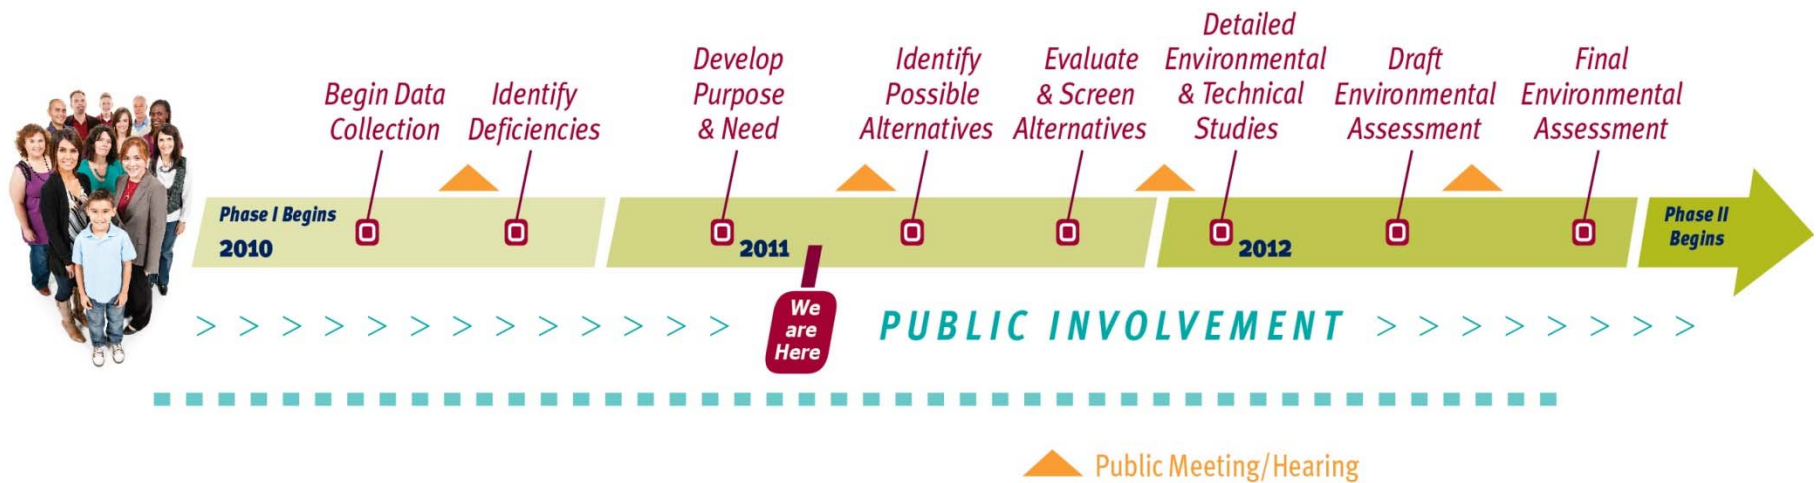 Begin Data
Collection
Identify
Deficiencies
Develop
Purpose
& Need
Identify
Possible
Alternatives
Evaluate
& Screen
Alternatives
Detailed
Environmental
& Technical
Studies
Draft
Environmental
Assessment
Final
Environmental
Assessment
Phase I Begins
2010
2011
2012
Phase II
Begins
We
are
Here
> > > > > > > > > > > > > PUBLIC INVOLVEMENT > > > > > > > >
Public Meeting/Hearing